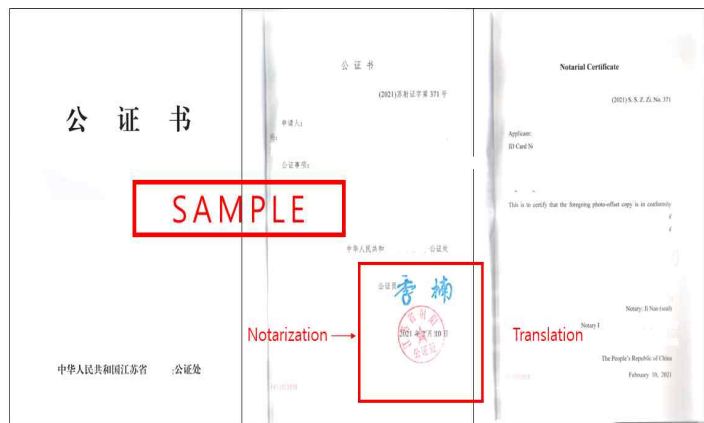 公 证 书
中华人民共和国江苏省 公证处
SAMPLE
公 证 书
(2021)苏射证字第 371 号
申请人:
公证事项:
中华人民共和 公证处
公证员
季楠
2021 年 2 月 10 日
Notarization
Notarial Certificate
(2021) S. S. Z. Zi, No. 371
Applicant:
ID Card N
This is to certify that the foregoing photo-offset copy is in conformity
Notary: Ji Nan (seal)
Notary
The People's Republic of China
February 10, 2021
Translation